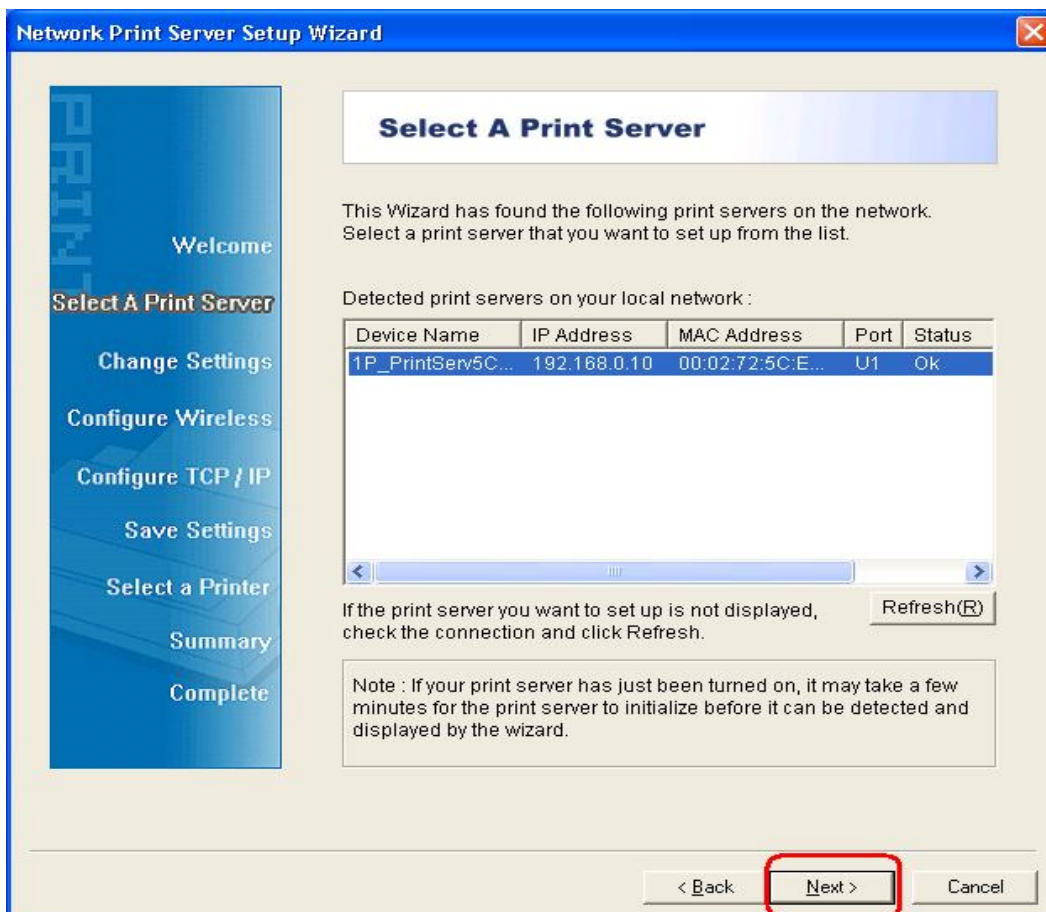 Network Print Server Setup Wizard
PRINT
Welcome
Select A Print Server
Change Settings
Configure Wireless
Configure TCP / IP
Save Settings
Select a Printer
Summary
Complete
Select A Print Server
This Wizard has found the following print servers on the network.
Select a print server that you want to set up from the list.
Detected print servers on your local network :
Device Name IP Address MAC Address Port Status
1P_PrintServ5C... 192.168.0.10 00:02:72:5C:E... U1 Ok
If the print server you want to set up is not displayed,
check the connection and click Refresh.
Refresh(R)
Note : If your print server has just been turned on, it may take a few
minutes for the print server to initialize before it can be detected and
displayed by the wizard.
< Back Next > Cancel